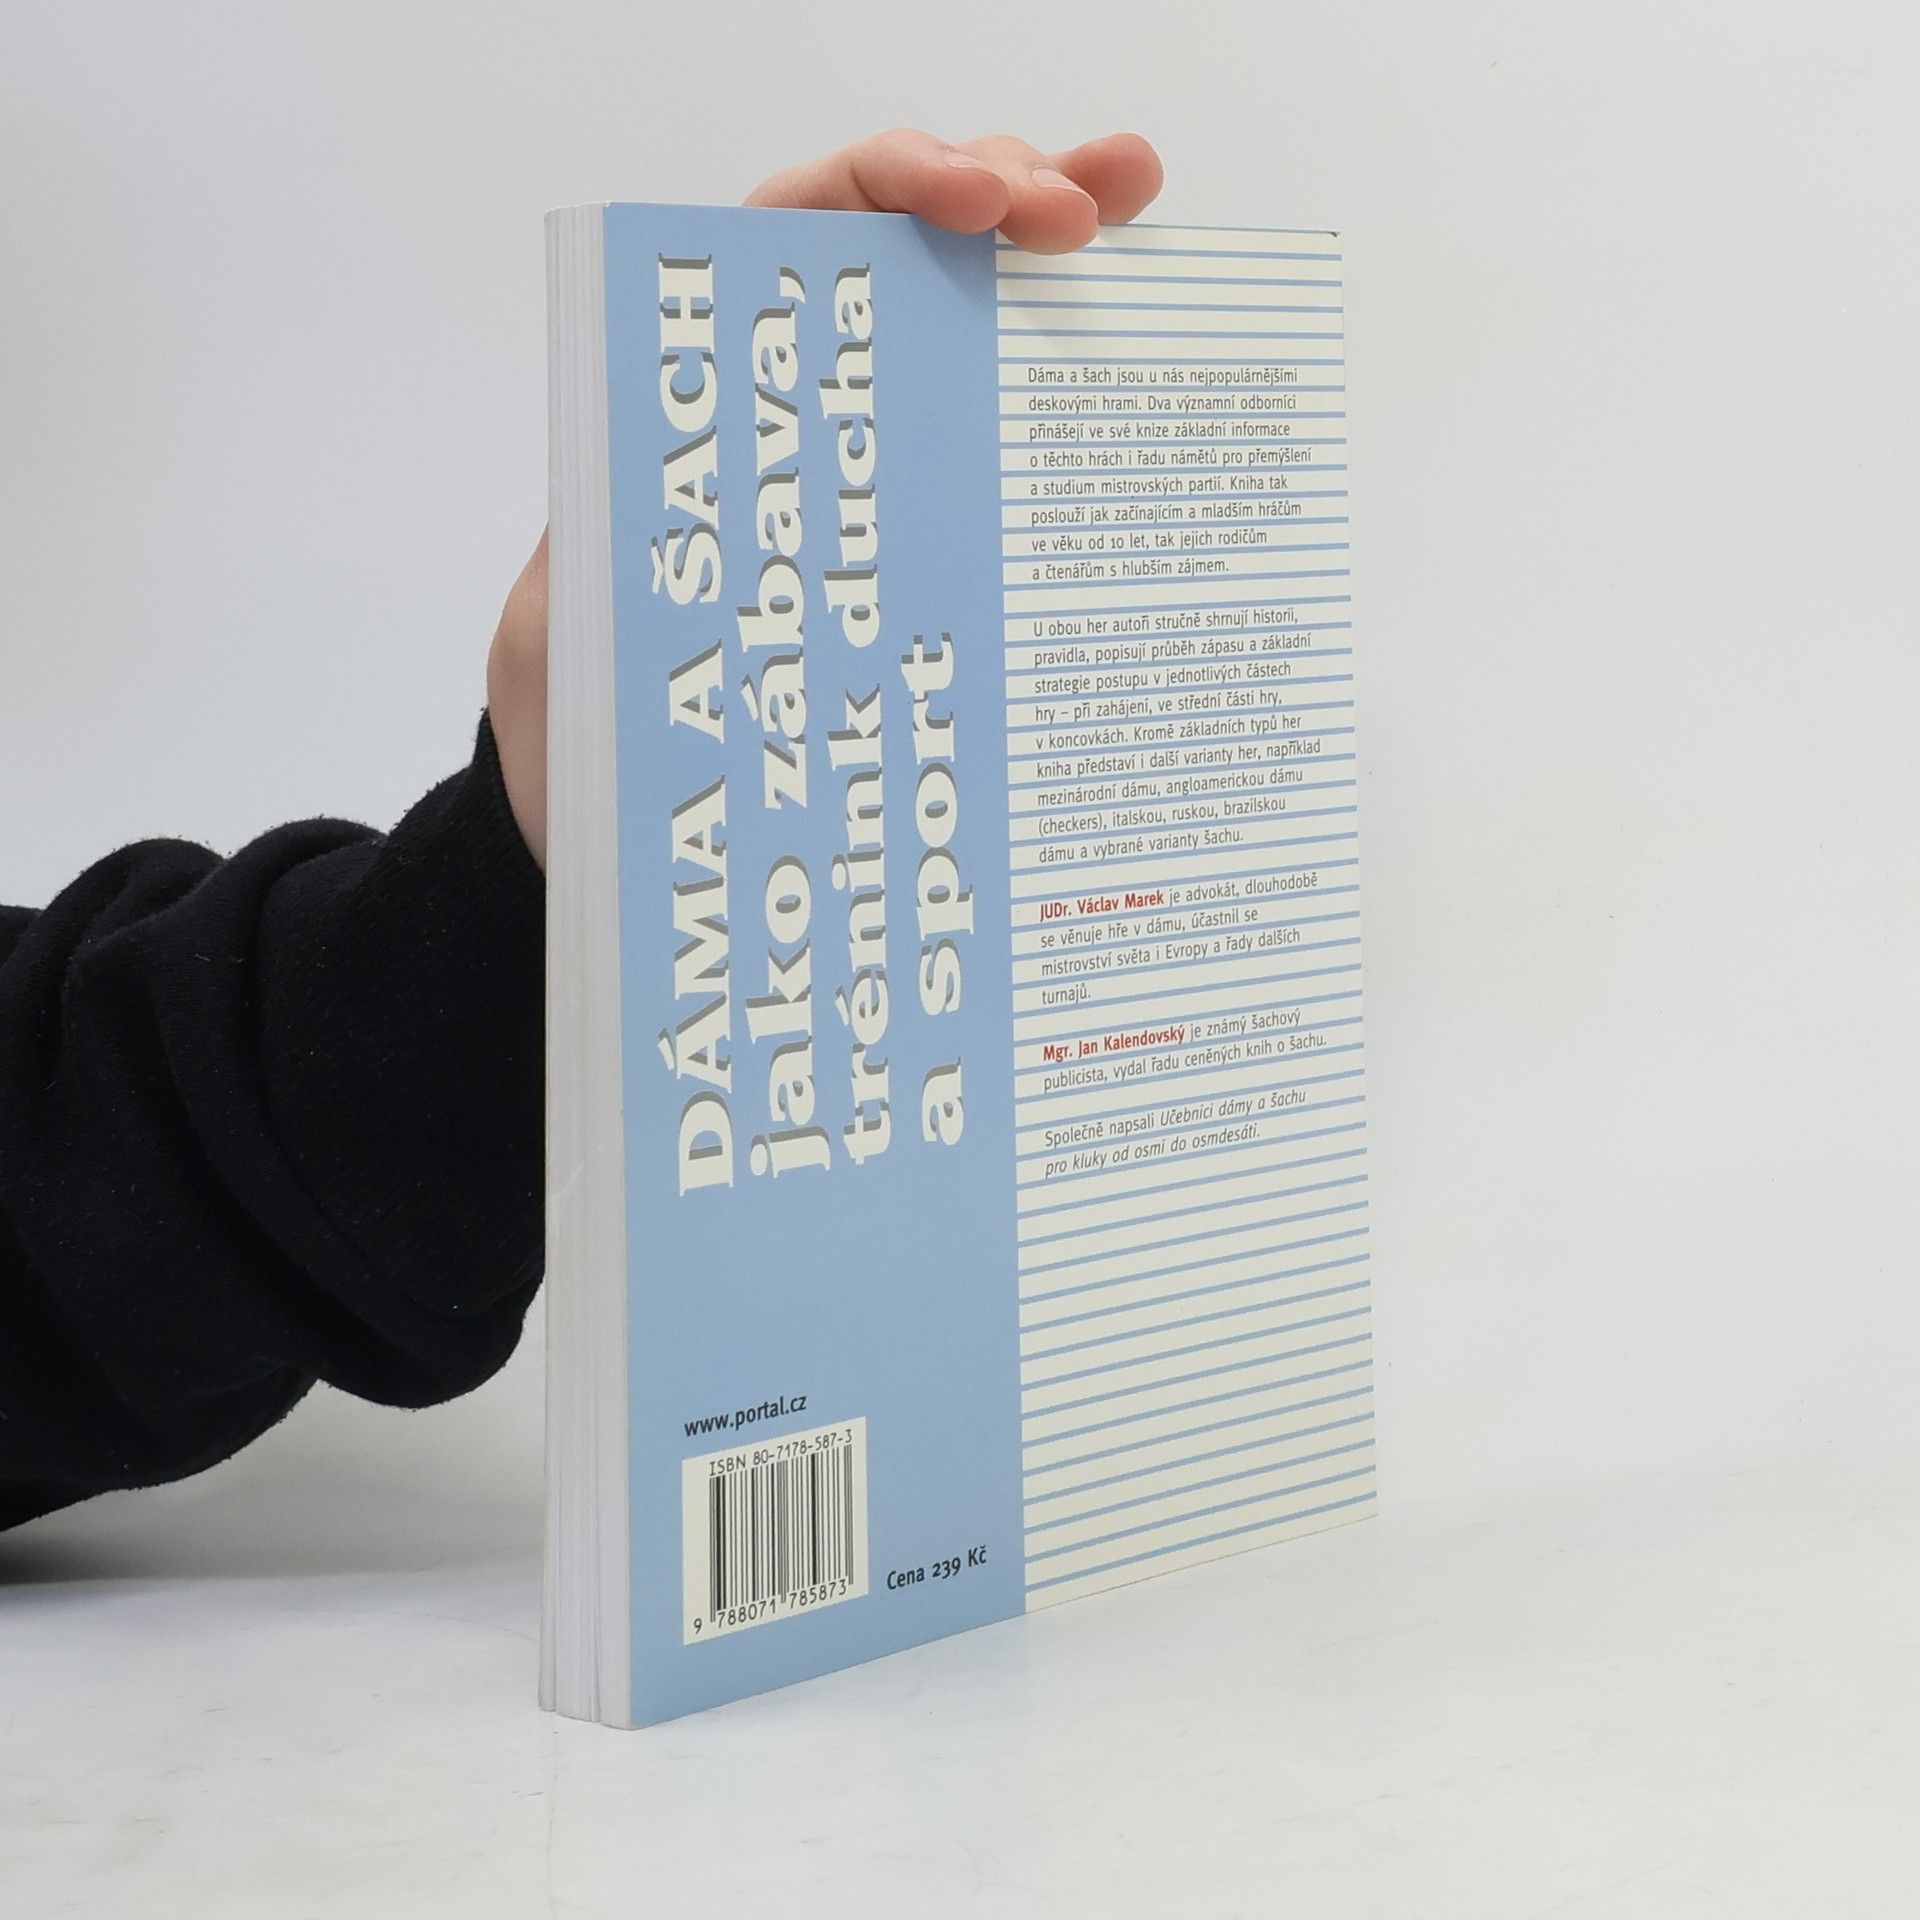 DÁMA A ŠACH
jako zábava,
trénink ducha
a sport
Dáma a šach jsou u nás nejpopulárnějšími
deskovými hrami. Dva významní odborníci
přinášejí ve své knize základní informace
o těchto hrách i řadu námětů pro přemýšlení
a studium mistrovských partií. Kniha tak
poslouží jak začínajícím a mladším hráčům
ve věku od 10 let, tak jejich rodičům
a čtenářům s hlubším zájmem.
U obou her autoři stručně shrnují historii,
pravidla, popisují průběh zápasu a základní
strategie postupu v jednotlivých částech
hry – při zahájení, ve střední části hry,
v koncovkách. Kromě základních typů her
kniha představí i další varianty her, například
mezinárodní dámu, angloamerickou dámu
(checkers), italskou, ruskou, brazilskou
dámu a vybrané varianty šachu.
JUDr. Václav Marek je advokát, dlouhodobě
se věnuje hře v dámu, účastnil se
mistrovství světa i Evropy a řady dalších
turnajů.
Mgr. Jan Kalendovský je známý šachový
publicista, vydal řadu ceněných knih o šachu.
Společně napsali Učebnici dámy a šachu
pro kluky od osmi do osmdesáti.
www.portal.cz
ISBN 80-7178-587-3
9 788071 785873
Cena 239 Kč